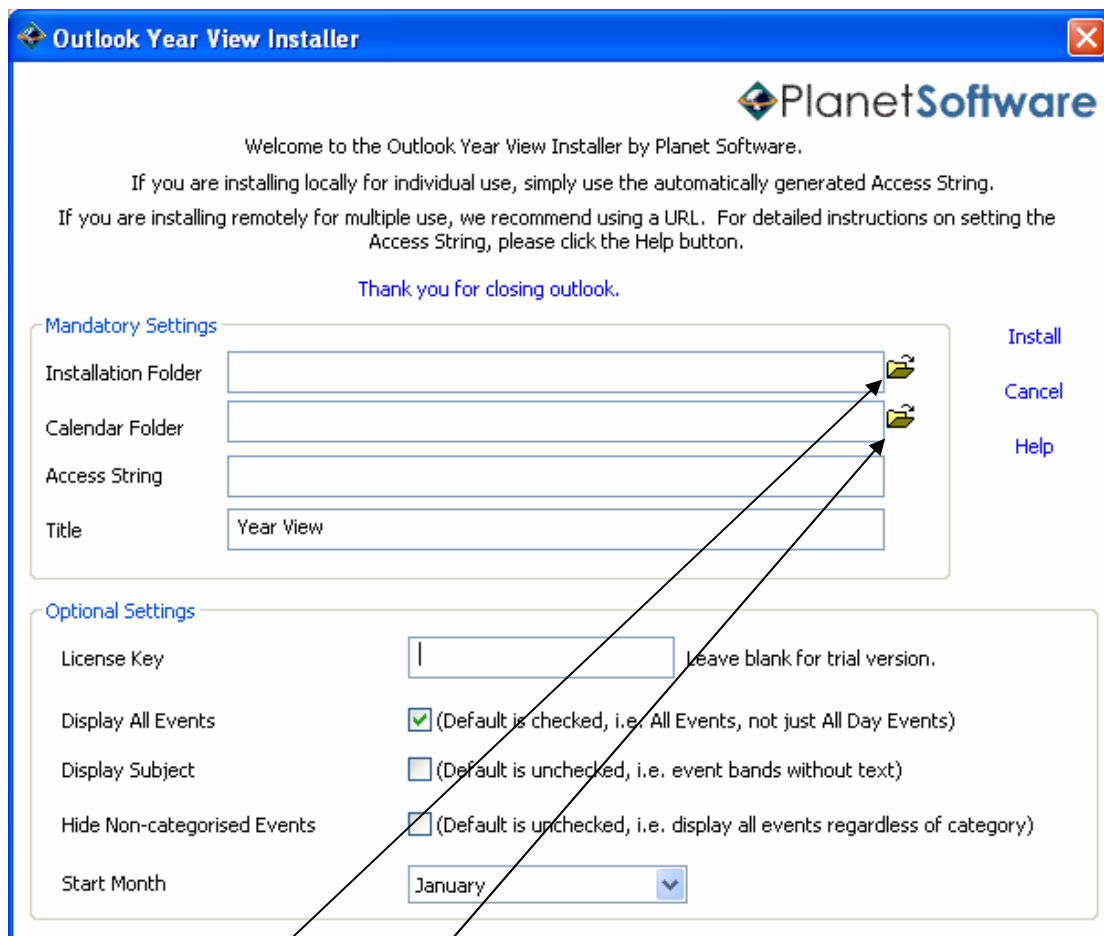 Outlook Year View Installer
PlanetSoftware
Welcome to the Outlook Year View Installer by Planet Software.
If you are installing locally for individual use, simply use the automatically generated Access String.
If you are installing remotely for multiple use, we recommend using a URL. For detailed instructions on setting the
Access String, please click the Help button.
Thank you for closing outlook.
Mandatory Settings
Installation Folder
Calendar Folder
Access String
Title Year View
Install
Cancel
Help
Optional Settings
License Key Leave blank for trial version.
Display All Events (Default is checked, i.e. All Events, not just All Day Events)
Display Subject (Default is unchecked, i.e. event bands without text)
Hide Non-categorised Events (Default is unchecked, i.e. display all events regardless of category)
Start Month January